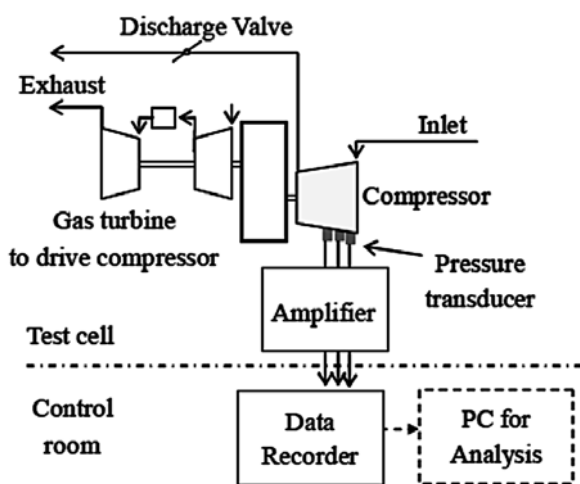 Discharge Valve
Exhaust
Inlet
Compressor
Gas turbine
to drive compressor
Pressure
transducer
Amplifier
Test cell
Control
room
Data
Recorder
PC for
Analysis